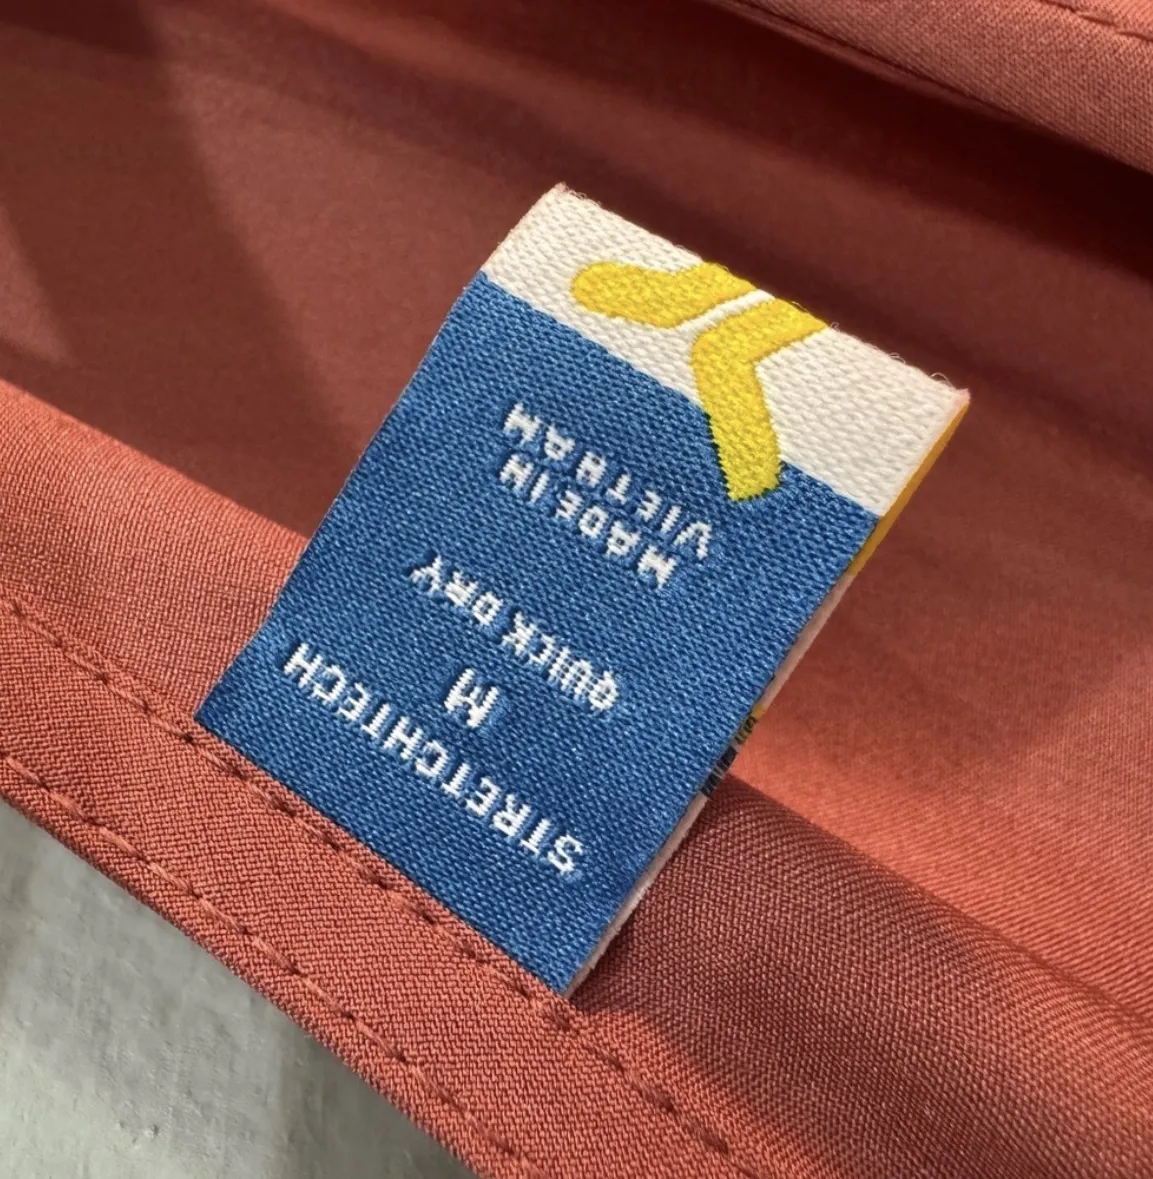 STRETCHTECH
M
QUICK DRY
MADE IN
VIETNAM